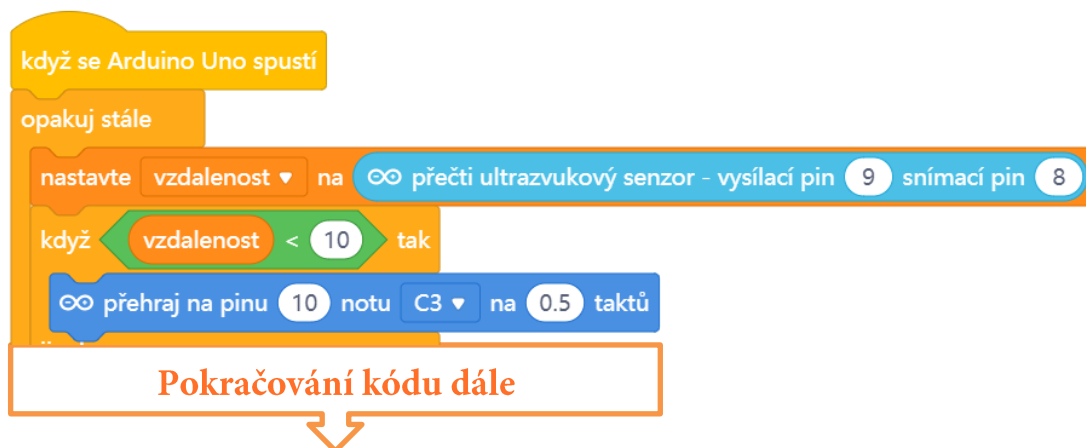 když se Arduino Uno spustí
opakuj stále
nastavte vzdalenost na přečti ultrazvukový senzor - vysílací pin 9 snímací pin 8
když vzdalenost < 10 tak
přehraj na pinu 10 notu C3 na 0.5 taktů
Pokračování kódu dále